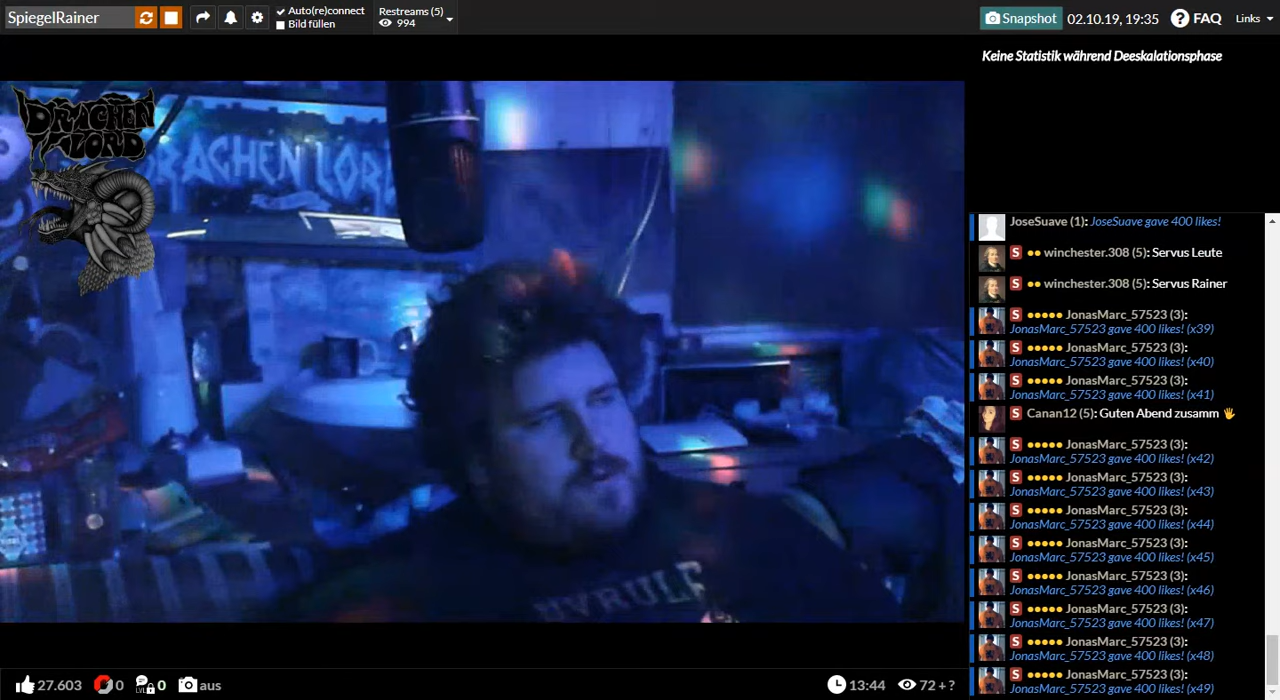 SpiegelRainer
Auto(re)connect
Bild füllen
Restreams (5)
994
Snapshot
02.10.19, 19:35
? FAQ
Links
Keine Statistik während Deeskalationsphase
DRACHEN
LORD
DRACHEN LORD
HYRULE
JoseSuave (1): JoseSuave gave 400 likes!
S winchester.308 (5): Servus Leute
S winchester.308 (5): Servus Rainer
S JonasMarc_57523 (3):
JonasMarc_57523 gave 400 likes! (x39)
S JonasMarc_57523 (3):
JonasMarc_57523 gave 400 likes! (x40)
S JonasMarc_57523 (3):
JonasMarc_57523 gave 400 likes! (x41)
S Canan12 (5): Guten Abend zusamm 🖐
S JonasMarc_57523 (3):
JonasMarc_57523 gave 400 likes! (x42)
S JonasMarc_57523 (3):
JonasMarc_57523 gave 400 likes! (x43)
S JonasMarc_57523 (3):
JonasMarc_57523 gave 400 likes! (x44)
S JonasMarc_57523 (3):
JonasMarc_57523 gave 400 likes! (x45)
S JonasMarc_57523 (3):
JonasMarc_57523 gave 400 likes! (x46)
S JonasMarc_57523 (3):
JonasMarc_57523 gave 400 likes! (x47)
S JonasMarc_57523 (3):
JonasMarc_57523 gave 400 likes! (x48)
S JonasMarc_57523 (3):
JonasMarc_57523 gave 400 likes! (x49)
27.603
0
LVL
0
aus
13:44
72 + ?